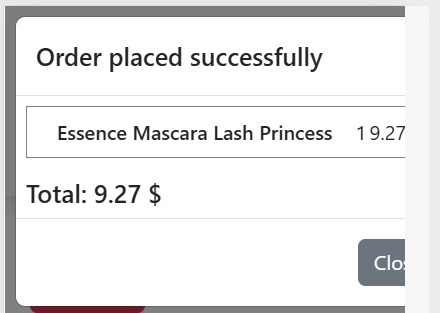 Order placed successfully
Essence Mascara Lash Princess 1 9.27
Total: 9.27 $